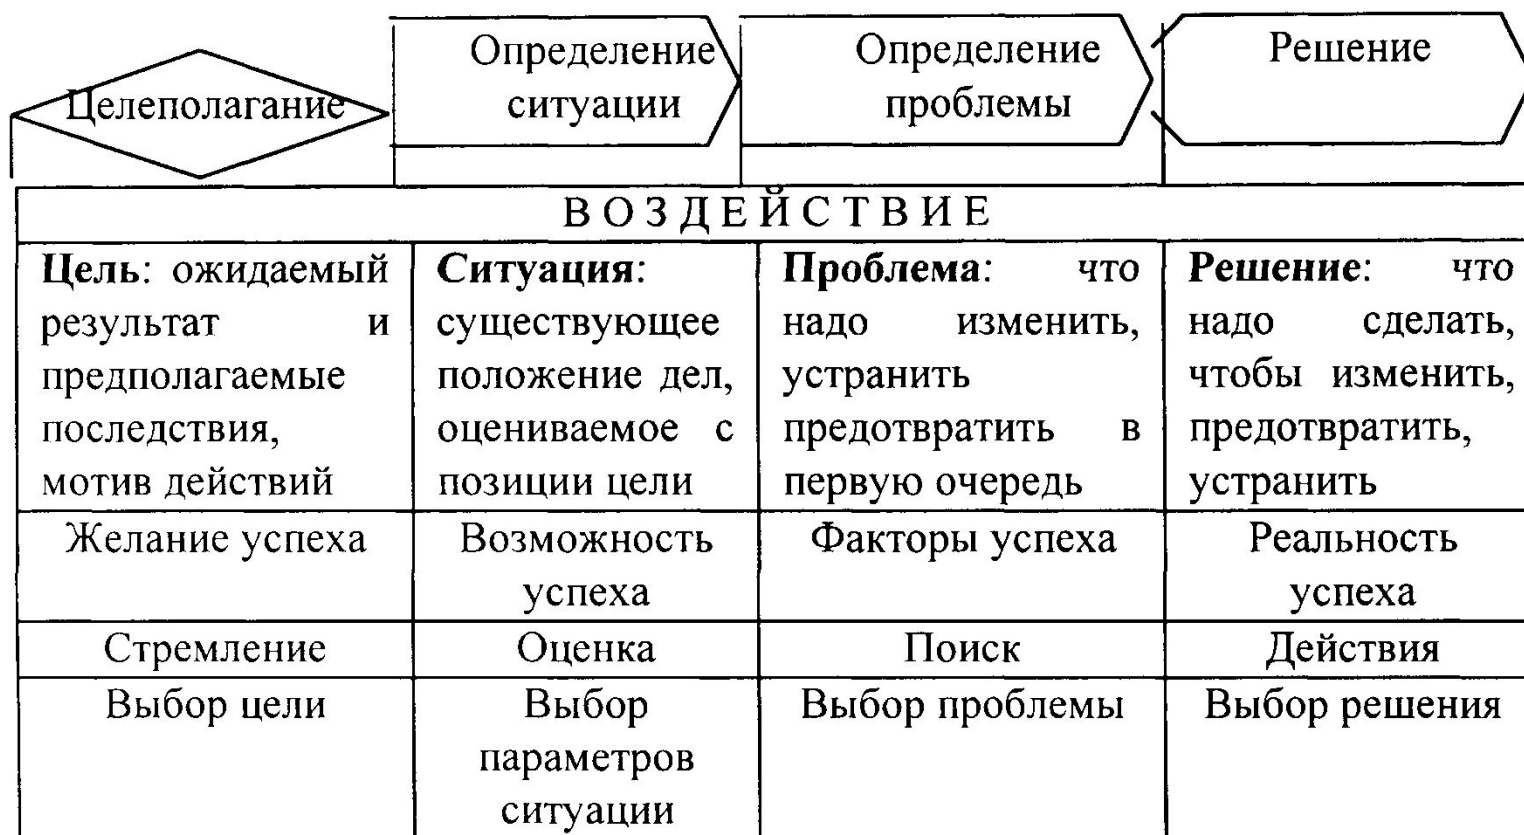 Целеполагание
Определение
ситуации
Определение
проблемы
Решение
ВОЗДЕЙСТВИЕ
Цель: ожидаемый
результат и
предполагаемые
последствия,
мотив действий
Ситуация:
существующее
положение дел,
оцениваемое с
позиции цели
Проблема: что
надо изменить,
устранить
предотвратить в
первую очередь
Решение: что
надо сделать,
чтобы изменить,
предотвратить,
устранить
Желание успеха
Возможность
успеха
Факторы успеха
Реальность
успеха
Стремление
Оценка
Поиск
Действия
Выбор цели
Выбор
параметров
ситуации
Выбор проблемы
Выбор решения